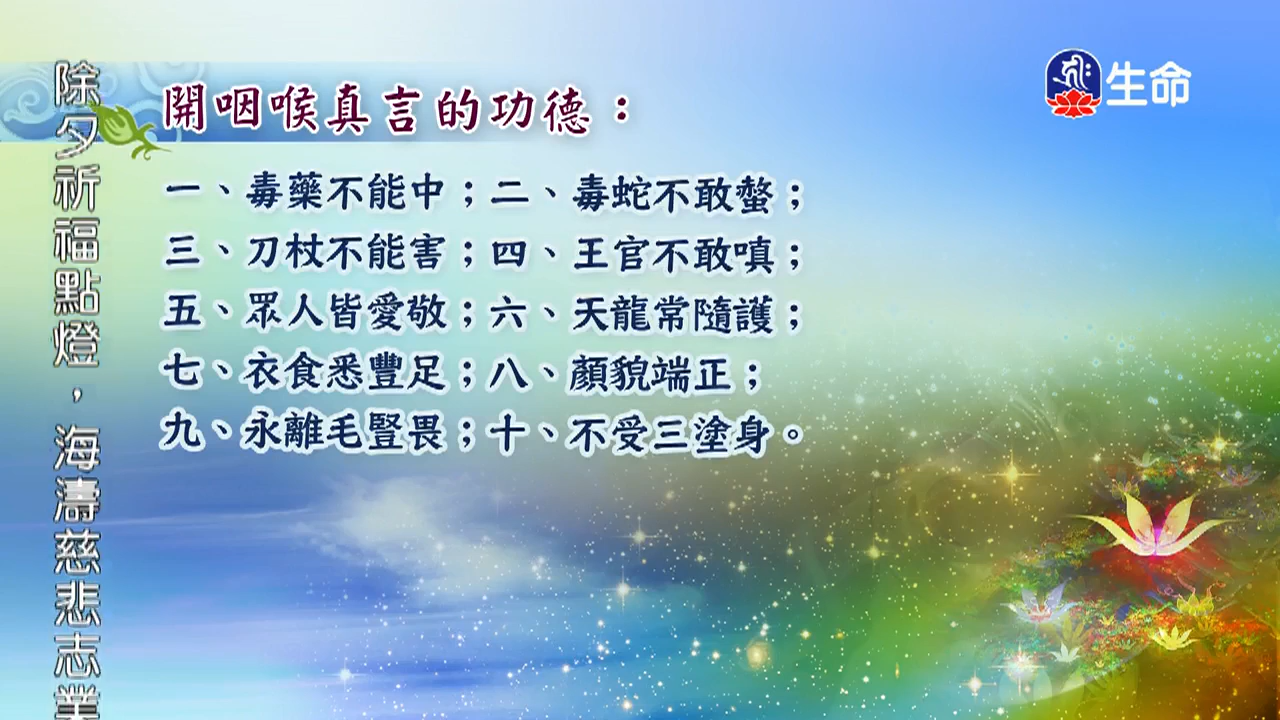 開咽喉真言的功德：
一、毒藥不能中；二、毒蛇不敢螫；
三、刀杖不能害；四、王官不敢嗔；
五、眾人皆愛敬；六、天龍常隨護；
七、衣食悉豐足；八、顏貌端正；
九、永離毛豎畏；十、不受三塗身。
除夕祈福點燈，海濤慈悲志業
生命